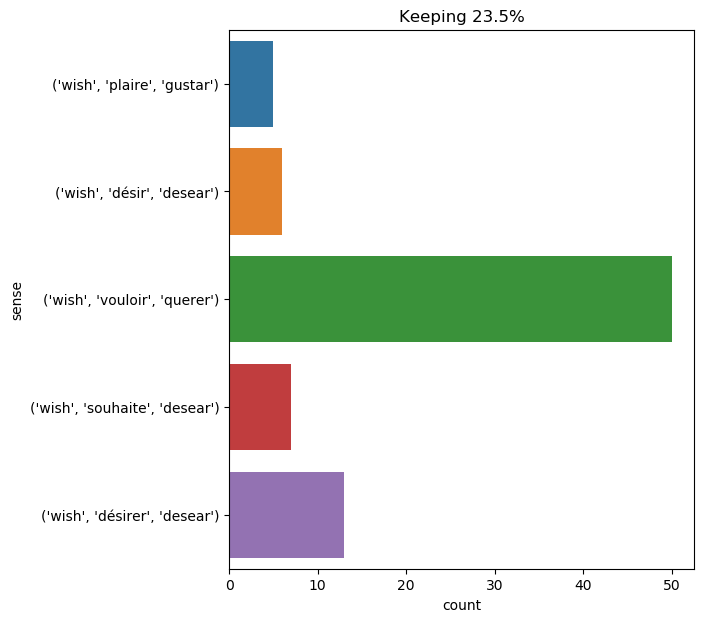 Keeping 23.5%
('wish', 'plaire', 'gustar')
('wish', 'désir', 'desear')
('wish', 'vouloir', 'querer')
('wish', 'souhaite', 'desear')
('wish', 'désirer', 'desear')
sense
0 10 20 30 40 50
count